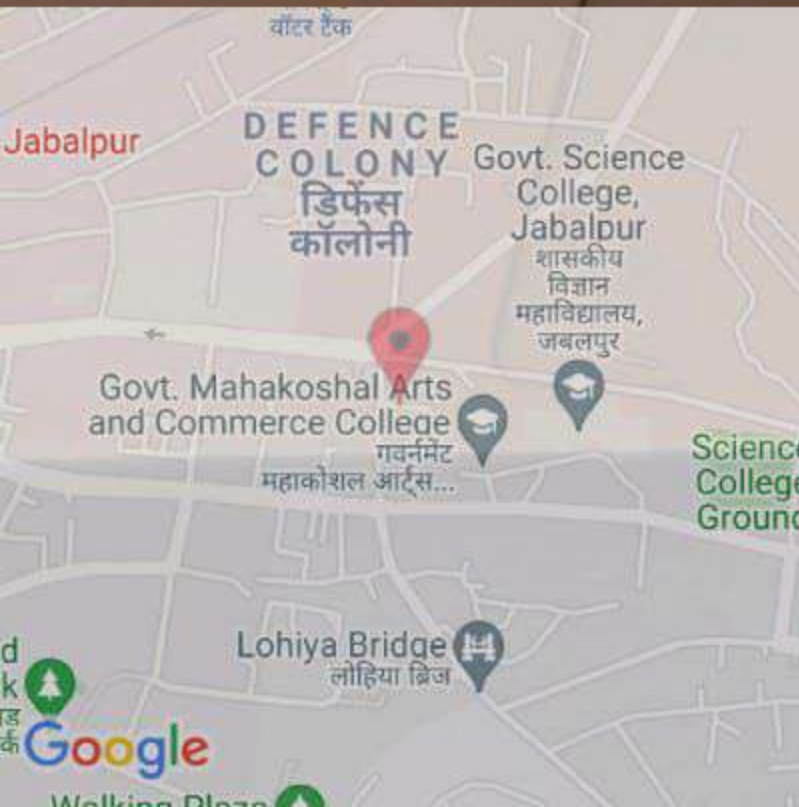 वॉटर टैंक
Jabalpur
DEFENCE
COLONY
डिफेंस
कॉलोनी
Govt. Science
College,
Jabalpur
शासकीय
विज्ञान
महाविद्यालय,
जबलपुर
Govt. Mahakoshal Arts
and Commerce College
गवर्नमेंट
महाकोशल आर्ट्स...
Science
College
Ground
Lohiya Bridge
लोहिया ब्रिज
d
k
Google
Walking Plaza